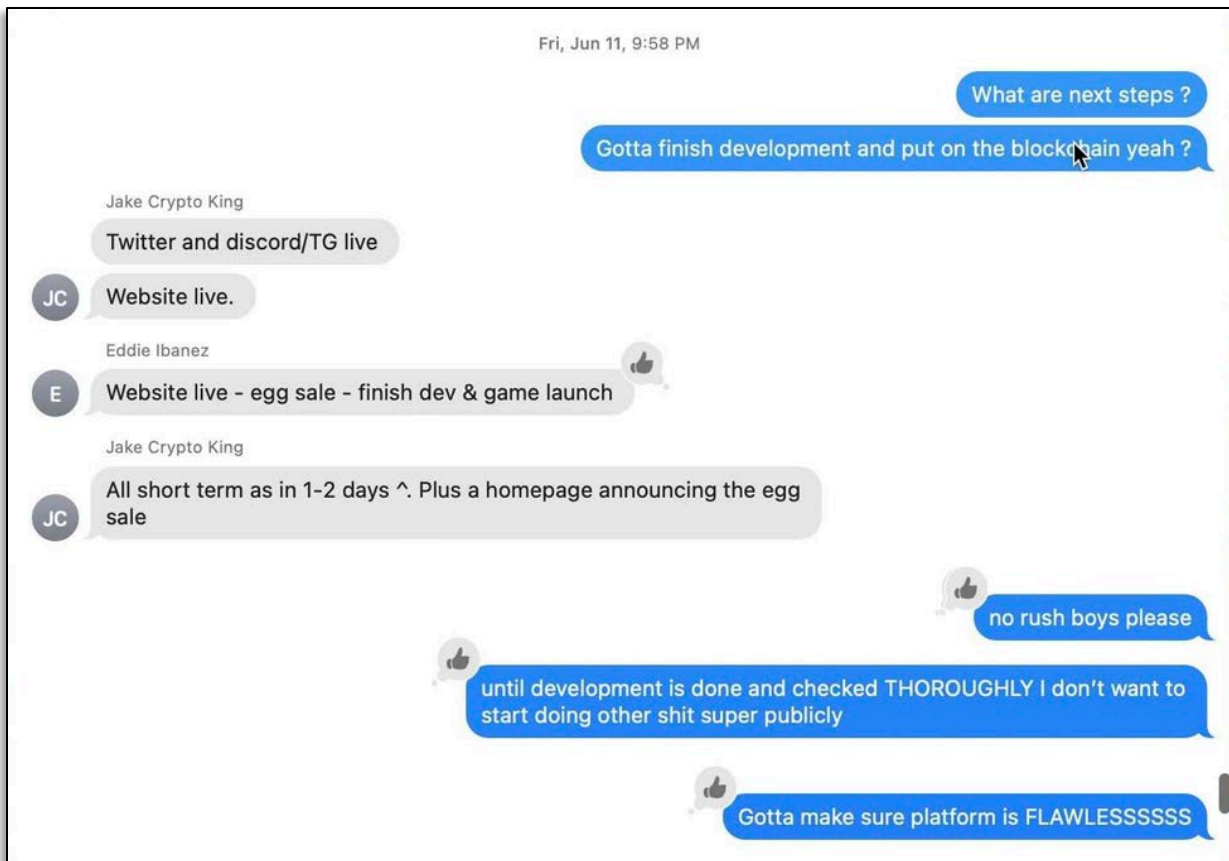 Fri, Jun 11, 9:58 PM
What are next steps ?
Gotta finish development and put on the blockchain yeah ?
Jake Crypto King
Twitter and discord/TG live
JC
Website live.
Eddie Ibanez
E
Website live - egg sale - finish dev & game launch
Jake Crypto King
All short term as in 1-2 days ^. Plus a homepage announcing the egg
sale
JC
no rush boys please
until development is done and checked THOROUGHLY I don’t want to
start doing other shit super publicly
Gotta make sure platform is FLAWLESSSSSS